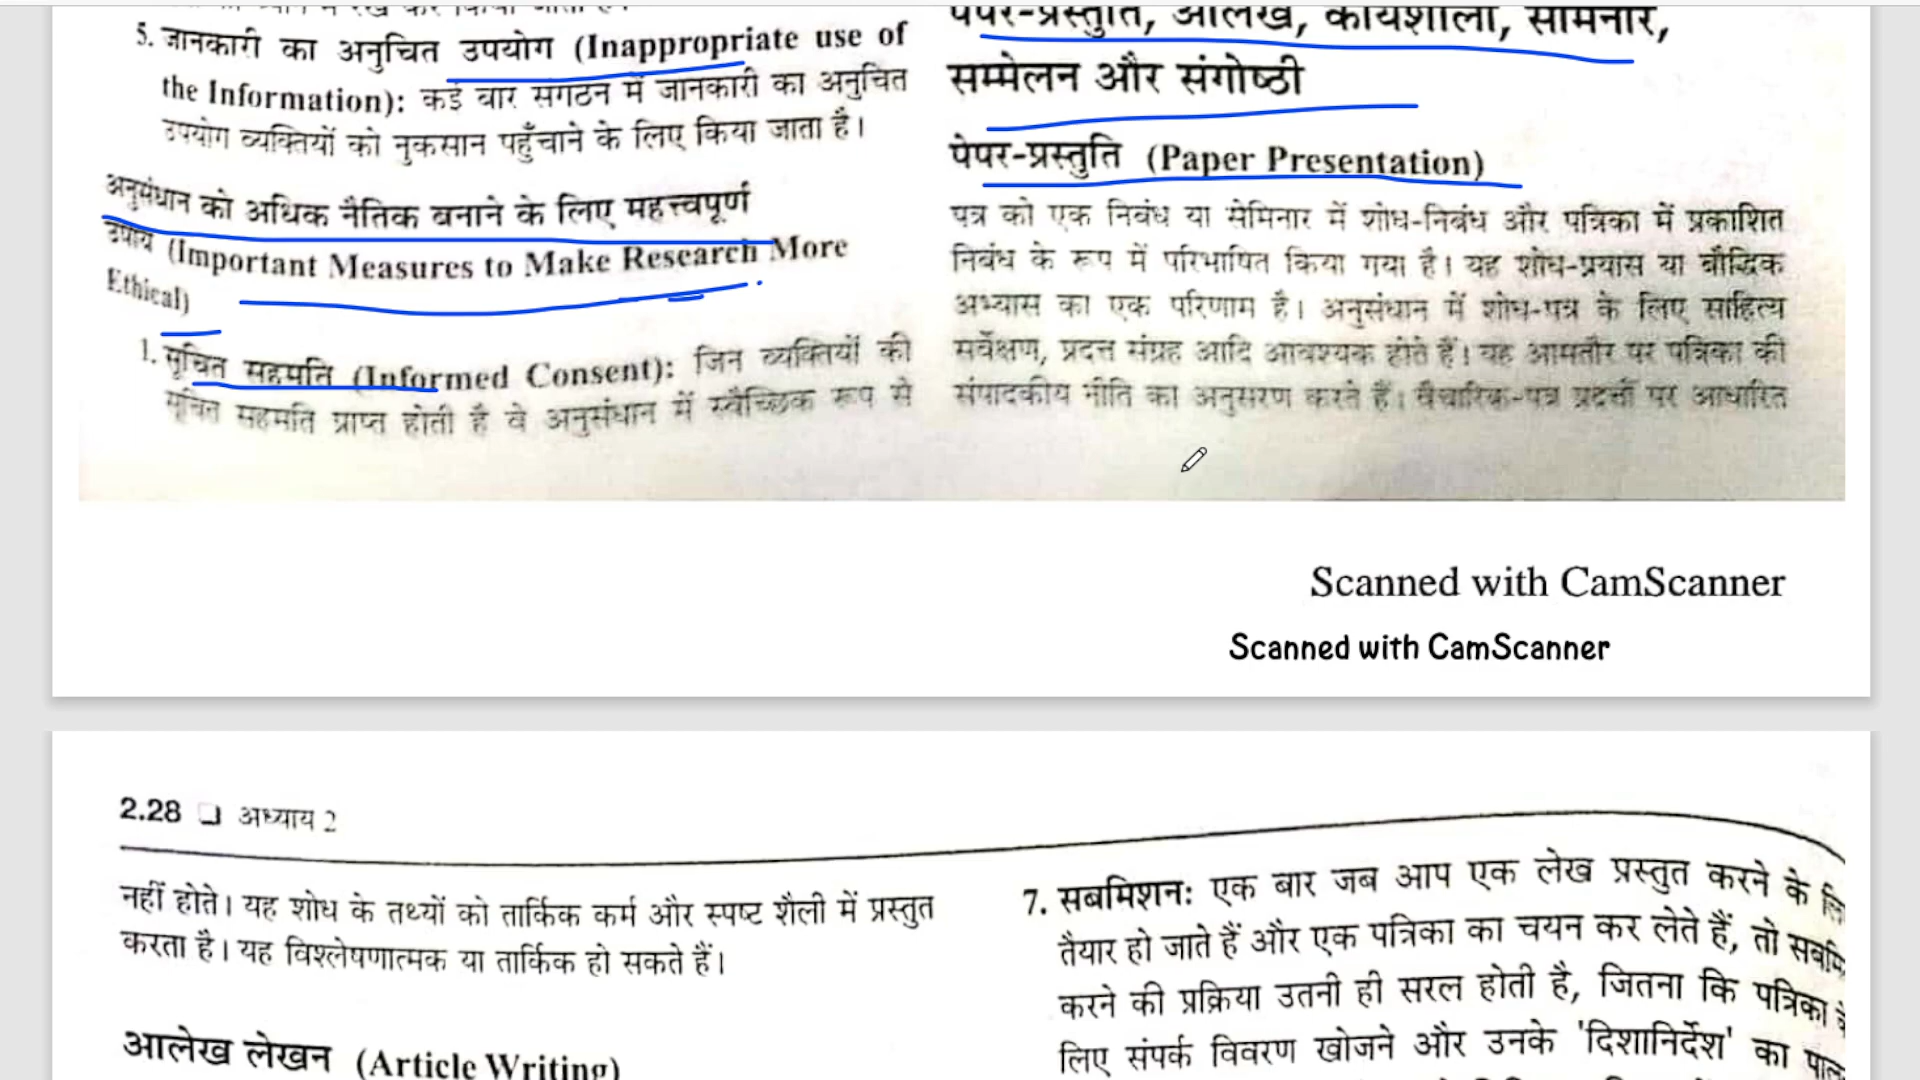 5. जानकारी का अनुचित उपयोग (Inappropriate use of
the Information): कई बार संगठन में जानकारी का अनुचित
उपयोग व्यक्तियों को नुकसान पहुँचाने के लिए किया जाता है।
अनुसंधान को अधिक नैतिक बनाने के लिए महत्त्वपूर्ण
उपाय (Important Measures to Make Research More
Ethical)
1. सूचित सहमति (Informed Consent): जिन व्यक्तियों की
सूचित सहमति प्राप्त होती है वे अनुसंधान में स्वैच्छिक रूप से
पेपर-प्रस्तुति, आलेख, कार्यशाला, सेमिनार,
सम्मेलन और संगोष्ठी
पेपर-प्रस्तुति (Paper Presentation)
पत्र को एक निबंध या सेमिनार में शोध-निबंध और पत्रिका में प्रकाशित
निबंध के रूप में परिभाषित किया गया है। यह शोध-प्रयास या बौद्धिक
अभ्यास का एक परिणाम है। अनुसंधान में शोध-पत्र के लिए साहित्य
सर्वेक्षण, प्रदत्त संग्रह आदि आवश्यक होते हैं। यह आमतौर पर पत्रिका की
संपादकीय नीति का अनुसरण करते हैं। वैचारिक-पत्र प्रदत्तों पर आधारित
Scanned with CamScanner
Scanned with CamScanner
2.28 ❑ अध्याय 2
नहीं होते। यह शोध के तथ्यों को तार्किक कर्म और स्पष्ट शैली में प्रस्तुत
करता है। यह विश्लेषणात्मक या तार्किक हो सकते हैं।
आलेख लेखन (Article Writing)
7. सबमिशन: एक बार जब आप एक लेख प्रस्तुत करने के
तैयार हो जाते हैं और एक पत्रिका का चयन कर लेते हैं, तो
करने की प्रक्रिया उतनी ही सरल होती है, जितना कि पत्रिका
लिए संपर्क विवरण खोजने और उनके 'दिशानिर्देश' का